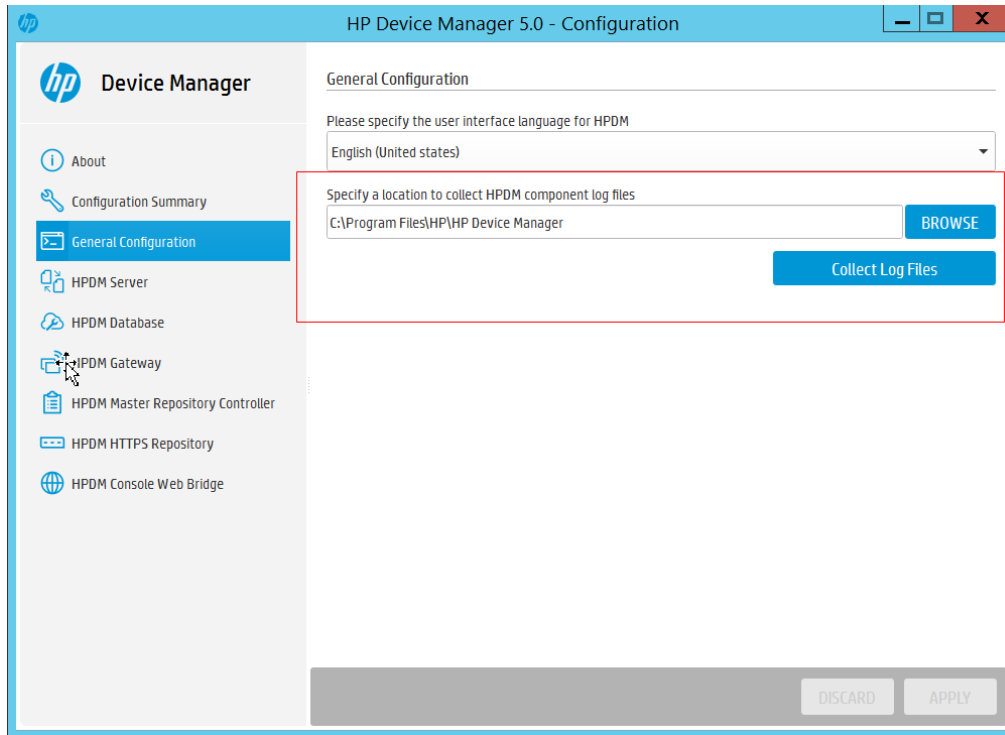 HP Device Manager 5.0 - Configuration
hp
Device Manager
About
Configuration Summary
General Configuration
HPDM Server
HPDM Database
HPDM Gateway
HPDM Master Repository Controller
HPDM HTTPS Repository
HPDM Console Web Bridge
General Configuration
Please specify the user interface language for HPDM
English (United states)
Specify a location to collect HPDM component log files
C:\Program Files\HP\HP Device Manager
BROWSE
Collect Log Files
DISCARD
APPLY